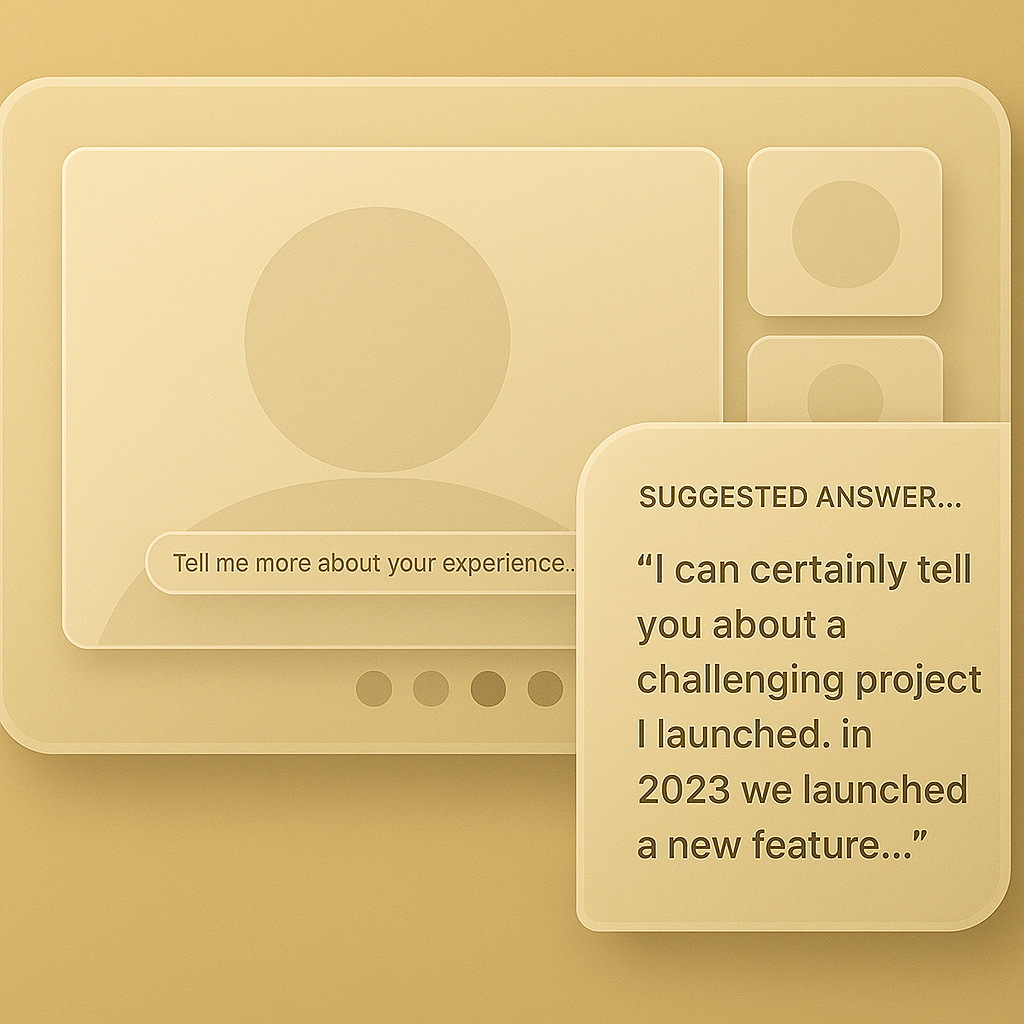 Tell me more about your experience..
SUGGESTED ANSWER...
“I can certainly tell
you about a
challenging project
I launched. in
2023 we launched
a new feature...”